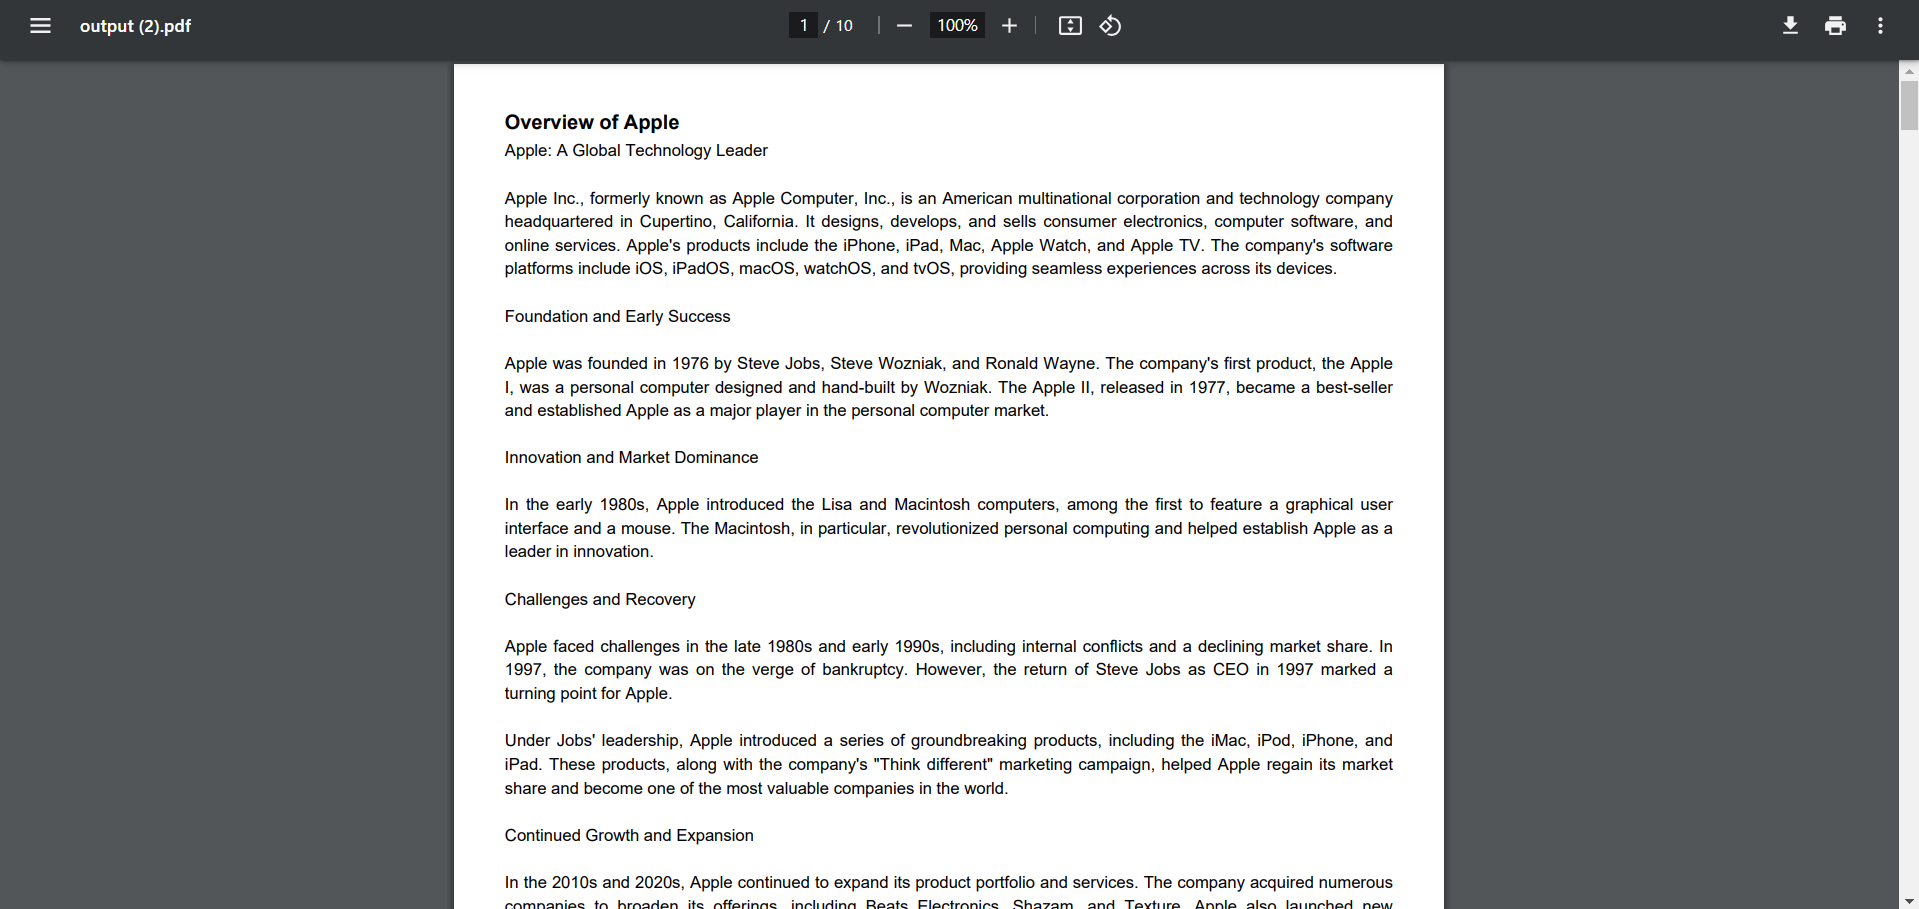 output (2).pdf
1 / 10
100%
Overview of Apple
Apple: A Global Technology Leader
Apple Inc., formerly known as Apple Computer, Inc., is an American multinational corporation and technology company
headquartered in Cupertino, California. It designs, develops, and sells consumer electronics, computer software, and
online services. Apple's products include the iPhone, iPad, Mac, Apple Watch, and Apple TV. The company's software
platforms include iOS, iPadOS, macOS, watchOS, and tvOS, providing seamless experiences across its devices.
Foundation and Early Success
Apple was founded in 1976 by Steve Jobs, Steve Wozniak, and Ronald Wayne. The company's first product, the Apple
I, was a personal computer designed and hand-built by Wozniak. The Apple II, released in 1977, became a best-seller
and established Apple as a major player in the personal computer market.
Innovation and Market Dominance
In the early 1980s, Apple introduced the Lisa and Macintosh computers, among the first to feature a graphical user
interface and a mouse. The Macintosh, in particular, revolutionized personal computing and helped establish Apple as a
leader in innovation.
Challenges and Recovery
Apple faced challenges in the late 1980s and early 1990s, including internal conflicts and a declining market share. In
1997, the company was on the verge of bankruptcy. However, the return of Steve Jobs as CEO in 1997 marked a
turning point for Apple.
Under Jobs' leadership, Apple introduced a series of groundbreaking products, including the iMac, iPod, iPhone, and
iPad. These products, along with the company's "Think different" marketing campaign, helped Apple regain its market
share and become one of the most valuable companies in the world.
Continued Growth and Expansion
In the 2010s and 2020s, Apple continued to expand its product portfolio and services. The company acquired numerous
companies to broaden its offerings, including Beats Electronics, Shazam, and Texture. Apple also launched new